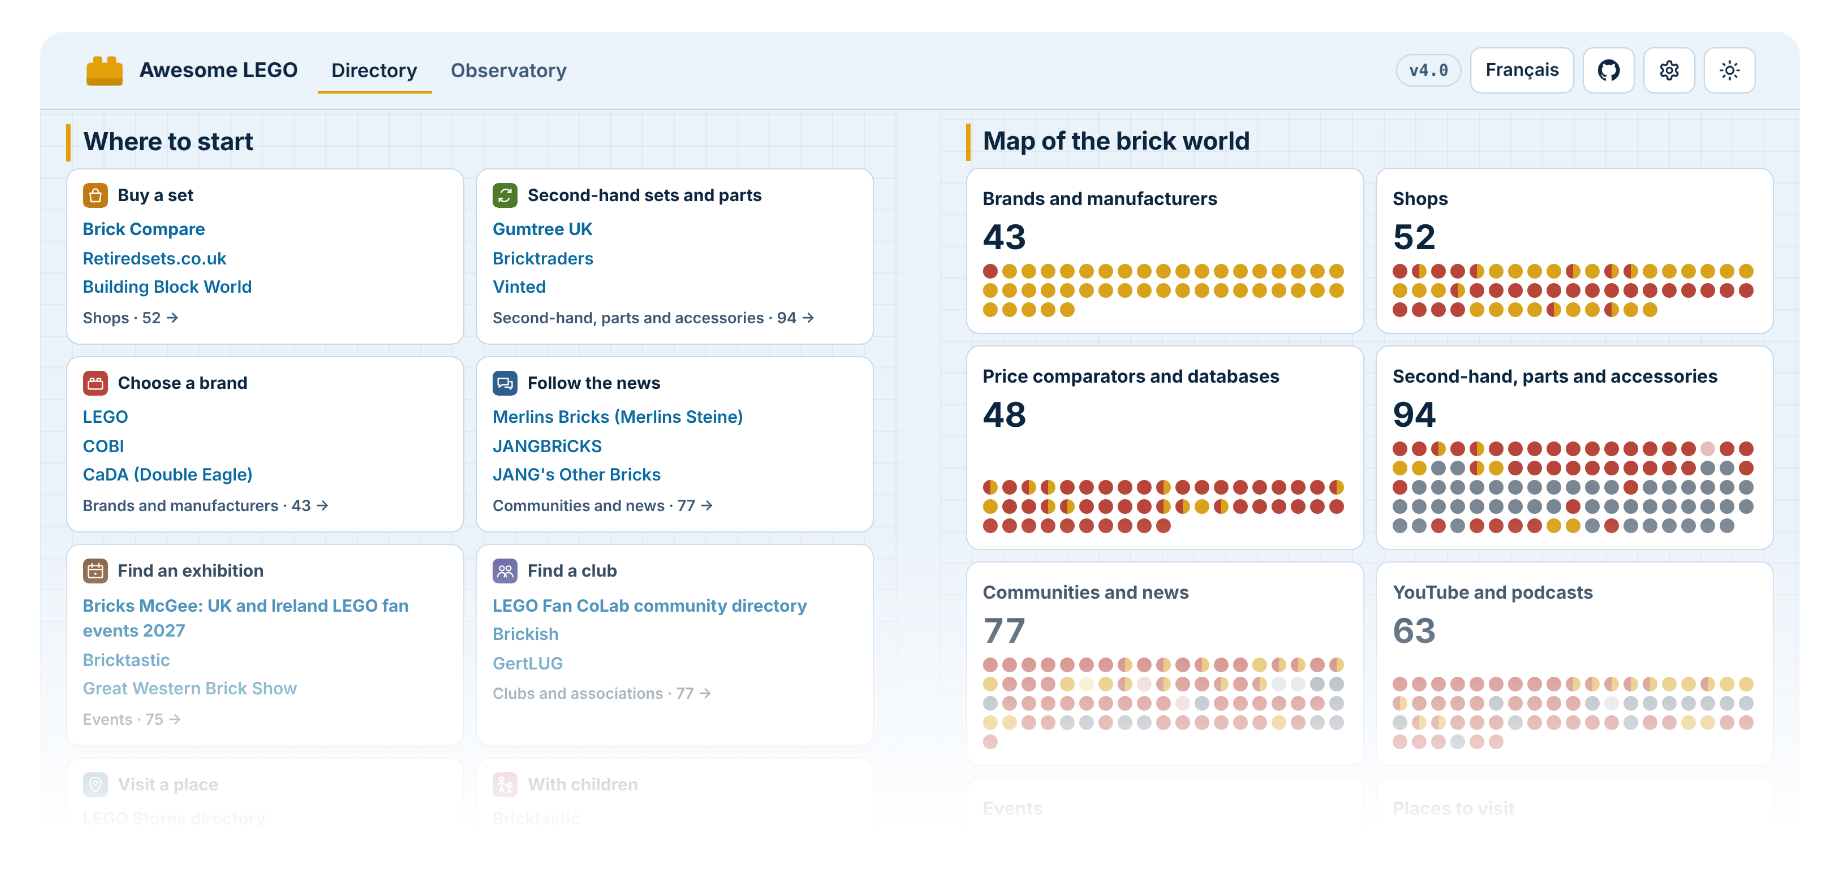 Awesome LEGO
Directory
Observatory
v4.0
Français
Where to start
Buy a set
Brick Compare
Retiredsets.co.uk
Building Block World
Shops · 52 →
Second-hand sets and parts
Gumtree UK
Bricktraders
Vinted
Second-hand, parts and accessories · 94 →
Choose a brand
LEGO
COBI
CaDA (Double Eagle)
Brands and manufacturers · 43 →
Follow the news
Merlins Bricks (Merlins Steine)
JANGBRiCKS
JANG's Other Bricks
Communities and news · 77 →
Find an exhibition
Bricks McGee: UK and Ireland LEGO fan
events 2027
Bricktastic
Great Western Brick Show
Events · 75 →
Find a club
LEGO Fan CoLab community directory
Brickish
GertLUG
Clubs and associations · 77 →
Visit a place
LEGO Stores directory
With children
Bricktastic
Map of the brick world
Brands and manufacturers
43
Shops
52
Price comparators and databases
48
Second-hand, parts and accessories
94
Communities and news
77
YouTube and podcasts
63
Events
Places to visit